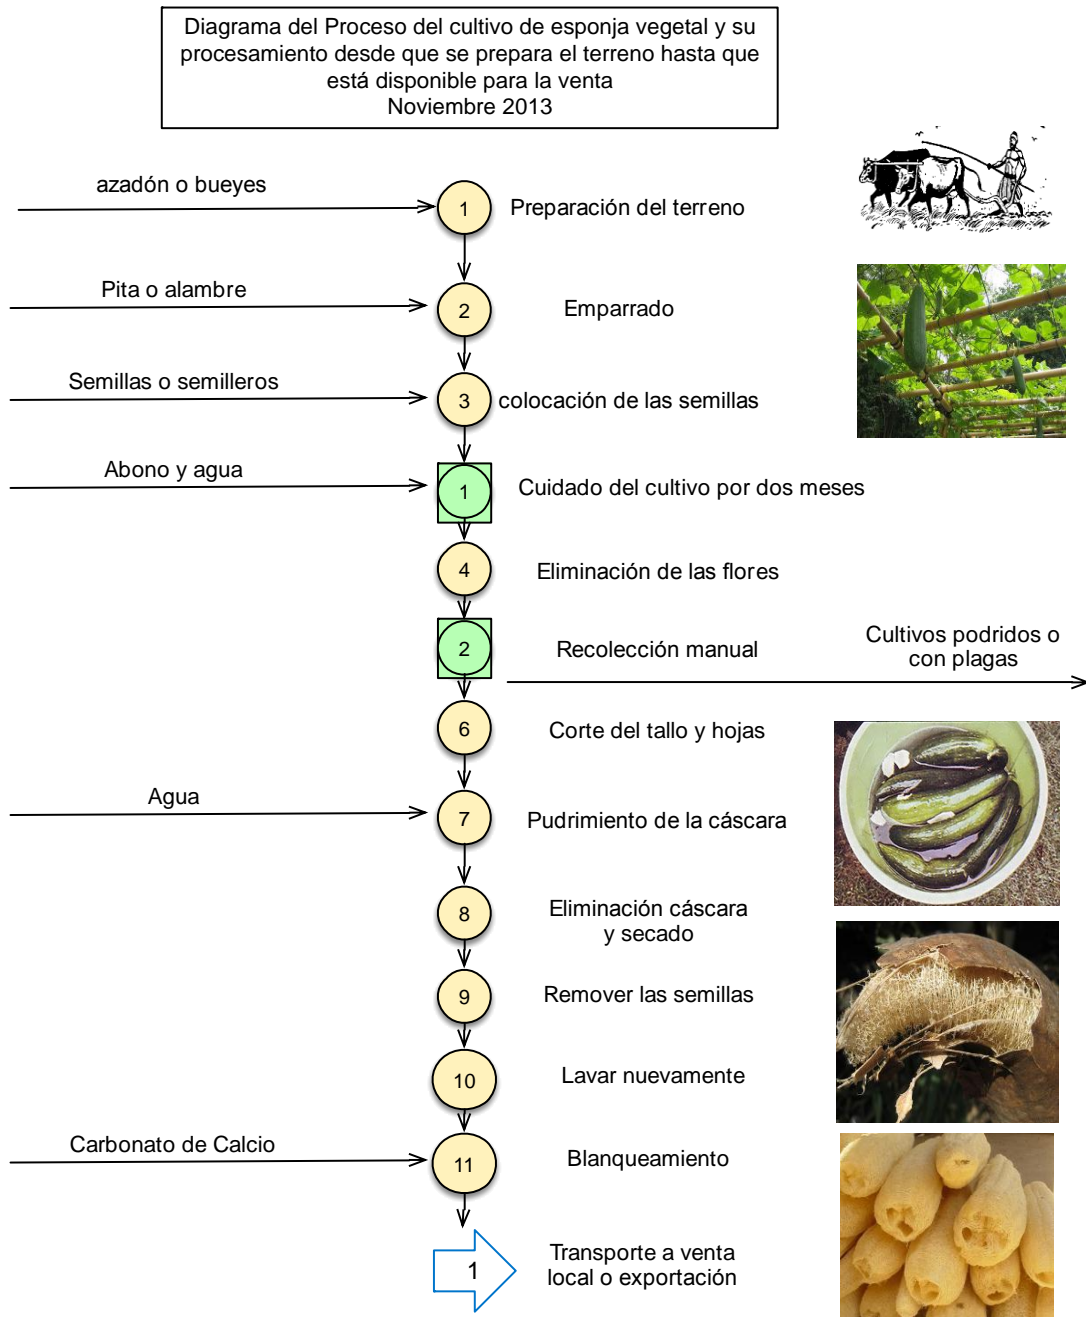 Diagrama del Proceso del cultivo de esponja vegetal y su
procesamiento desde que se prepara el terreno hasta que
está disponible para la venta
Noviembre 2013
azadón o bueyes
1
Preparación del terreno
Pita o alambre
2
Emparrado
Semillas o semilleros
3
colocación de las semillas
Abono y agua
1
Cuidado del cultivo por dos meses
4
Eliminación de las flores
2
Recolección manual
Cultivos podridos o
con plagas
6
Corte del tallo y hojas
Agua
7
Pudrimiento de la cáscara
8
Eliminación cáscara
y secado
9
Remover las semillas
10
Lavar nuevamente
Carbonato de Calcio
11
Blanqueamiento
1
Transporte a venta
local o exportación